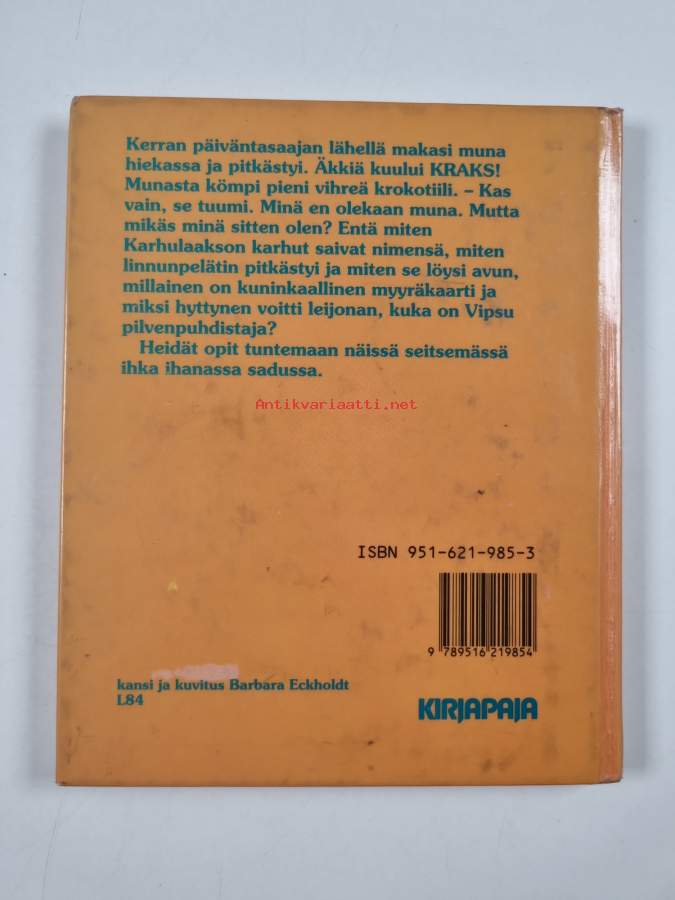 Kerran päiväntasaajan lähellä makasi muna
hiekassa ja pitkästyi. Äkkiä kuului KRAKS!
Munasta kömpi pieni vihreä krokotiili. – Kas
vain, se tuumi. Minä en olekaan muna. Mutta
mikäs minä sitten olen? Entä miten
Karhulaakson karhut saivat nimensä, miten
linnunpelätin pitkästyi ja miten se löysi avun,
millainen on kuninkaallinen myyräkaarti ja
miksi hyttynen voitti leijonan, kuka on Vipsu
pilvenpuhdistaja?
Heidät opit tuntemaan näissä seitsemässä
ihka ihanassa sadussa.
Antikvariaatti.net
ISBN 951-621-985-3
9 789516 219854
kansi ja kuvitus Barbara Eckholdt
L84
KIRJAPAJA